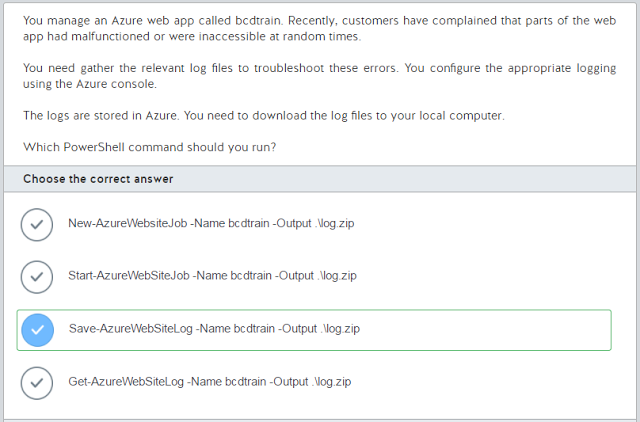 You manage an Azure web app called bcdtrain. Recently, customers have complained that parts of the web
app had malfunctioned or were inaccessible at random times.
You need gather the relevant log files to troubleshoot these errors. You configure the appropriate logging
using the Azure console.
The logs are stored in Azure. You need to download the log files to your local computer.
Which PowerShell command should you run?
Choose the correct answer
New-AzureWebsiteJob -Name bcdtrain -Output .\log.zip
Start-AzureWebSiteJob -Name bcdtrain -Output .\log.zip
Save-AzureWebSiteLog -Name bcdtrain -Output .\log.zip
Get-AzureWebSiteLog -Name bcdtrain -Output .\log.zip